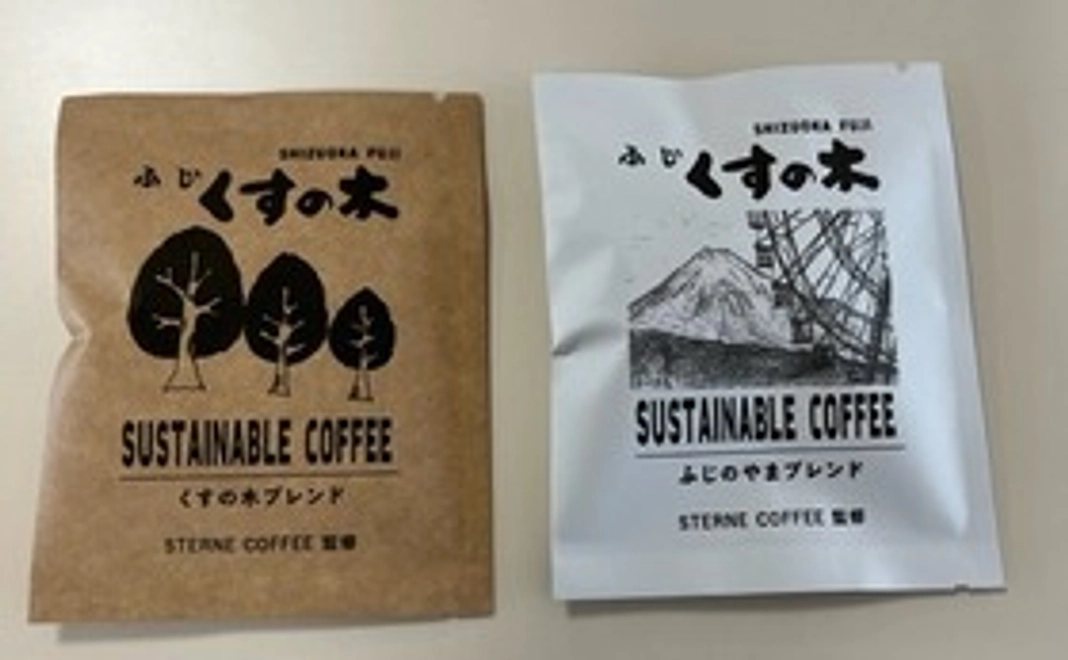 SHIZUOKA FUJI
ふじくすの木
SUSTAINABLE COFFEE
くすの木ブレンド
STERNE COFFEE 監修
SHIZUOKA FUJI
ふじくすの木
SUSTAINABLE COFFEE
ふじのやまブレンド
STERNE COFFEE 監修